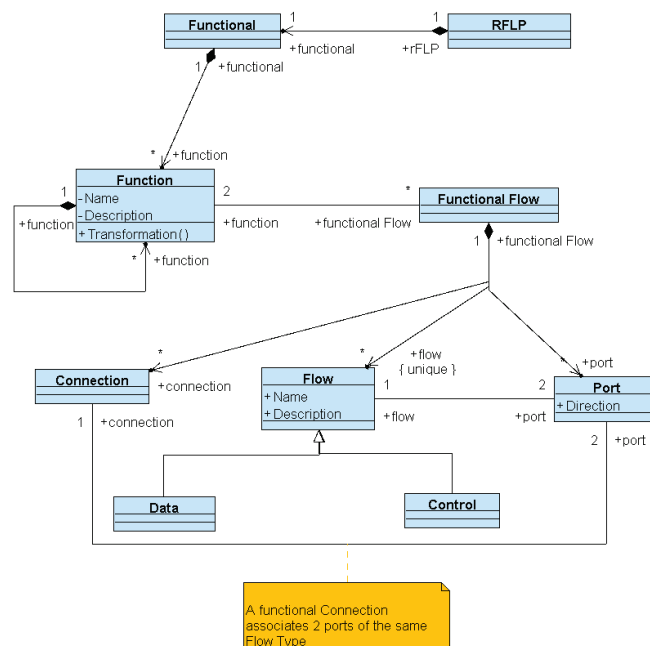 1
1
Functional
RFLP
+functional
+rFLP
1
+functional
*
+function
Function
1
2
*
- Name
Functional Flow
- Description
+function
+function
+functional Flow
+ Transformation()
1
+functional Flow
*
+function
*
*
*
+flow
+port
{ unique }
Connection
Flow
+connection
1
2
Port
+ Name
+ Direction
+ Description
1
+connection
+flow
+port
2
+port
Data
Control
A functional Connection
associates 2 ports of the same
Flow Type